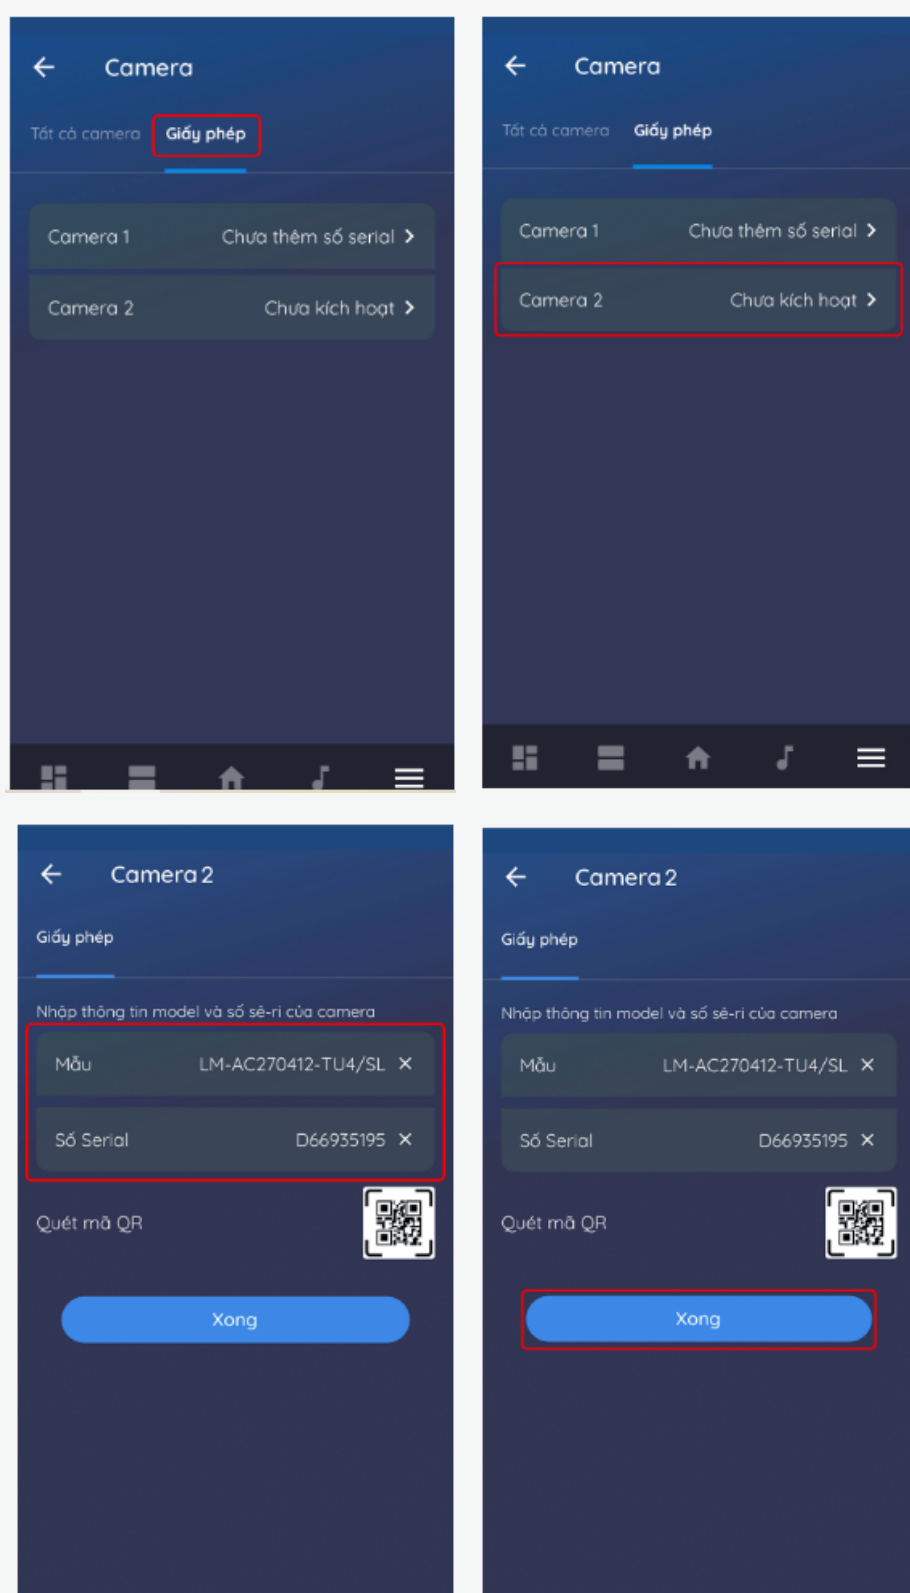 Camera
Tất cả camera Giấy phép
Camera 1 Chưa thêm số serial
Camera 2 Chưa kích hoạt
Camera
Tất cả camera Giấy phép
Camera 1 Chưa thêm số serial
Camera 2 Chưa kích hoạt
Camera 2
Giấy phép
Nhập thông tin model và số sê-ri của camera
Mẫu LM-AC270412-TU4/SL
Số Serial D66935195
Quét mã QR
Xong
Camera 2
Giấy phép
Nhập thông tin model và số sê-ri của camera
Mẫu LM-AC270412-TU4/SL
Số Serial D66935195
Quét mã QR
Xong